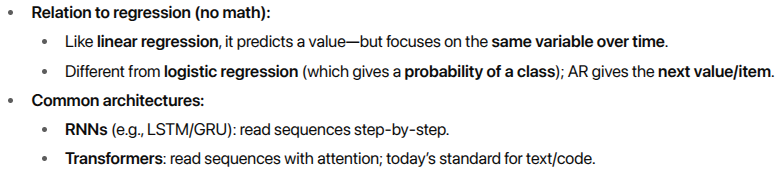 • Relation to regression (no math):
• Like linear regression, it predicts a value—but focuses on the same variable over time.
• Different from logistic regression (which gives a probability of a class); AR gives the next value/item.
• Common architectures:
• RNNs (e.g., LSTM/GRU): read sequences step-by-step.
• Transformers: read sequences with attention; today's standard for text/code.